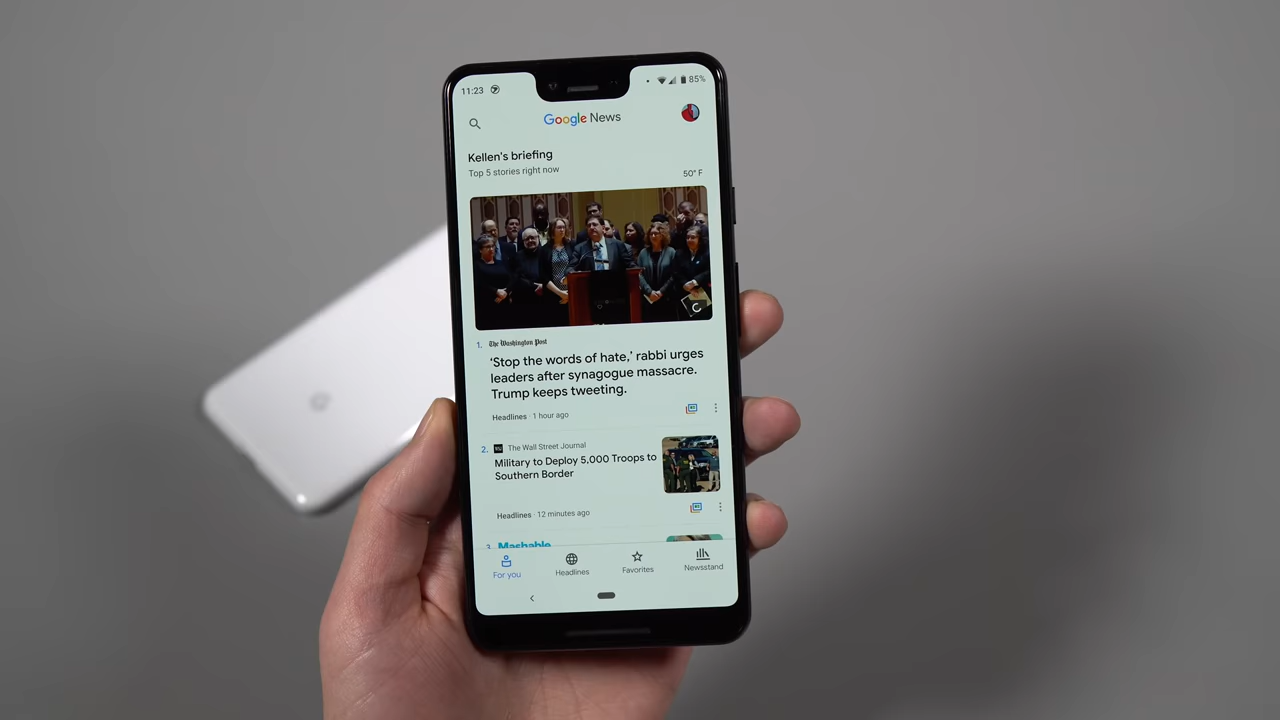 11:23
85%
Google News
Kellen's briefing
Top 5 stories right now
50° F
1. The Washington Post
'Stop the words of hate,' rabbi urges
leaders after synagogue massacre.
Trump keeps tweeting.
Headlines · 1 hour ago
2. WSJ The Wall Street Journal
Military to Deploy 5,000 Troops to
Southern Border
Headlines · 12 minutes ago
3. Mashable
For you
Headlines
Favorites
Newsstand